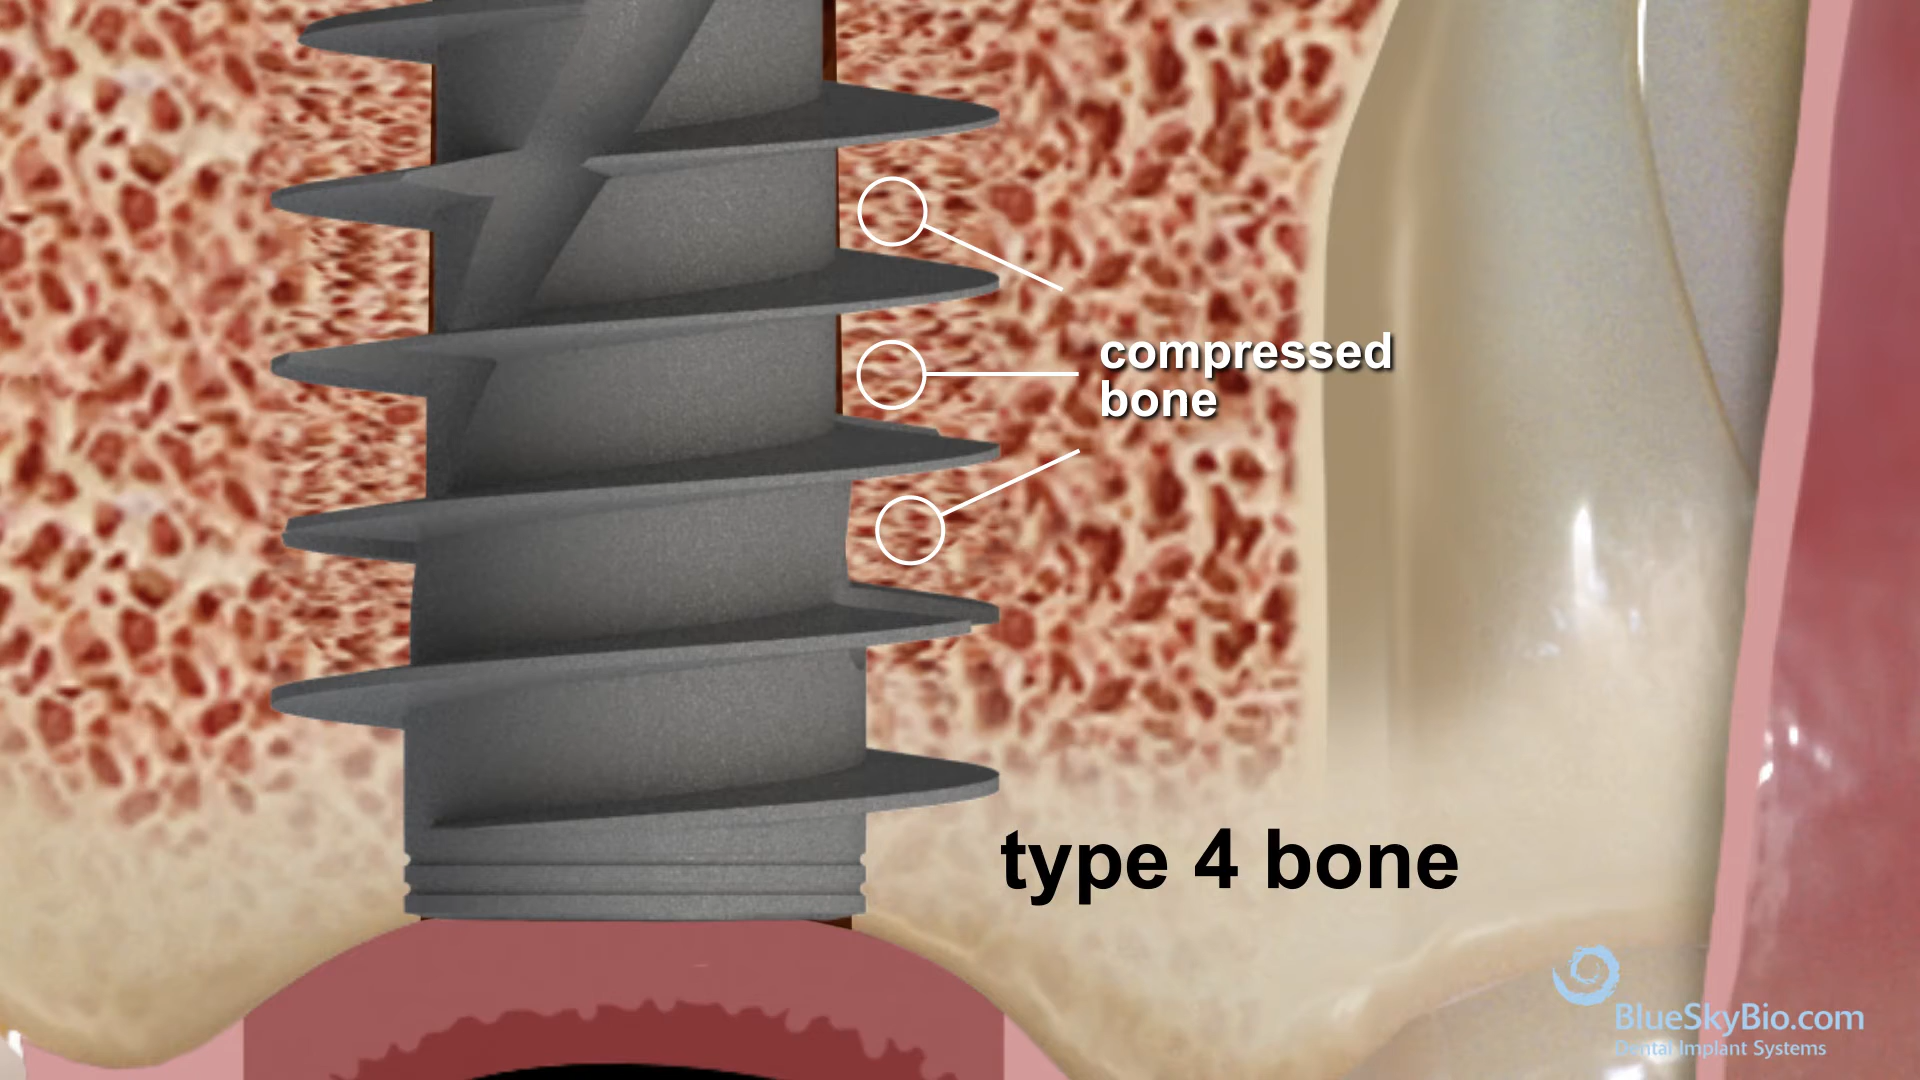 compressed
bone
type 4 bone
BlueSkyBio.com
Dental Implant Systems